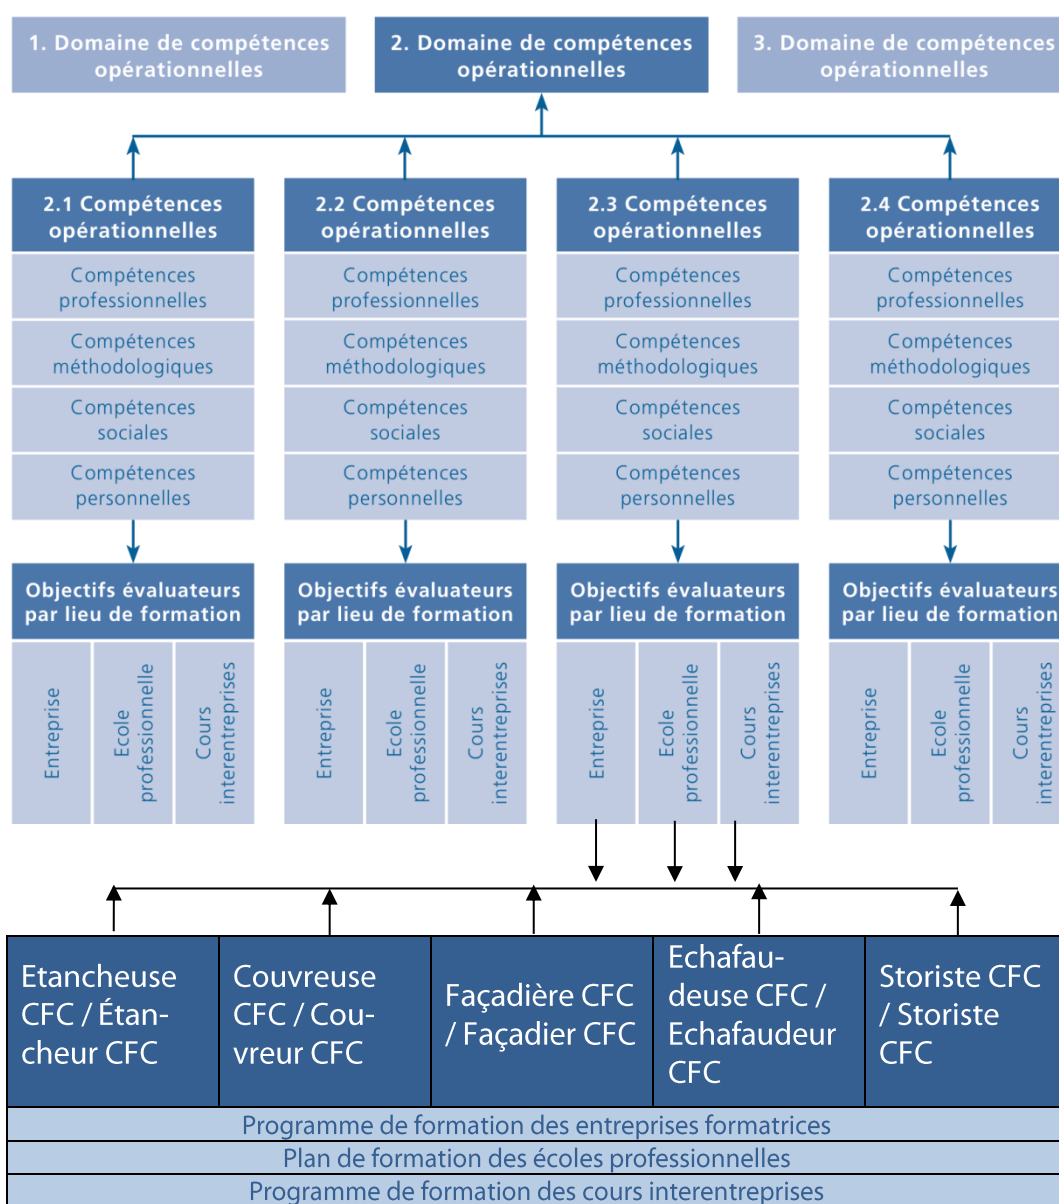 1. Domaine de compétences
opérationnelles
2. Domaine de compétences
opérationnelles
3. Domaine de compétences
opérationnelles
2.1 Compétences
opérationnelles
2.2 Compétences
opérationnelles
2.3 Compétences
opérationnelles
2.4 Compétences
opérationnelles
Compétences
professionnelles
Compétences
professionnelles
Compétences
professionnelles
Compétences
professionnelles
Compétences
méthodologiques
Compétences
méthodologiques
Compétences
méthodologiques
Compétences
méthodologiques
Compétences
sociales
Compétences
sociales
Compétences
sociales
Compétences
sociales
Compétences
personnelles
Compétences
personnelles
Compétences
personnelles
Compétences
personnelles
Objectifs évaluateurs
par lieu de formation
Objectifs évaluateurs
par lieu de formation
Objectifs évaluateurs
par lieu de formation
Objectifs évaluateurs
par lieu de formation
Entreprise
Ecole
professionnelle
Cours
interentreprises
Entreprise
Ecole
professionnelle
Cours
interentreprises
Entreprise
Ecole
professionnelle
Cours
interentreprises
Entreprise
Ecole
professionnelle
Cours
interentreprises
Etancheuse
CFC / Étan-
cheur CFC
Couvreuse
CFC / Cou-
vreur CFC
Façadière CFC
/ Façadier CFC
Echafau-
deuse CFC /
Echafaudeur
CFC
Storiste CFC
/ Storiste
CFC
Programme de formation des entreprises formatrices
Plan de formation des écoles professionnelles
Programme de formation des cours interentreprises